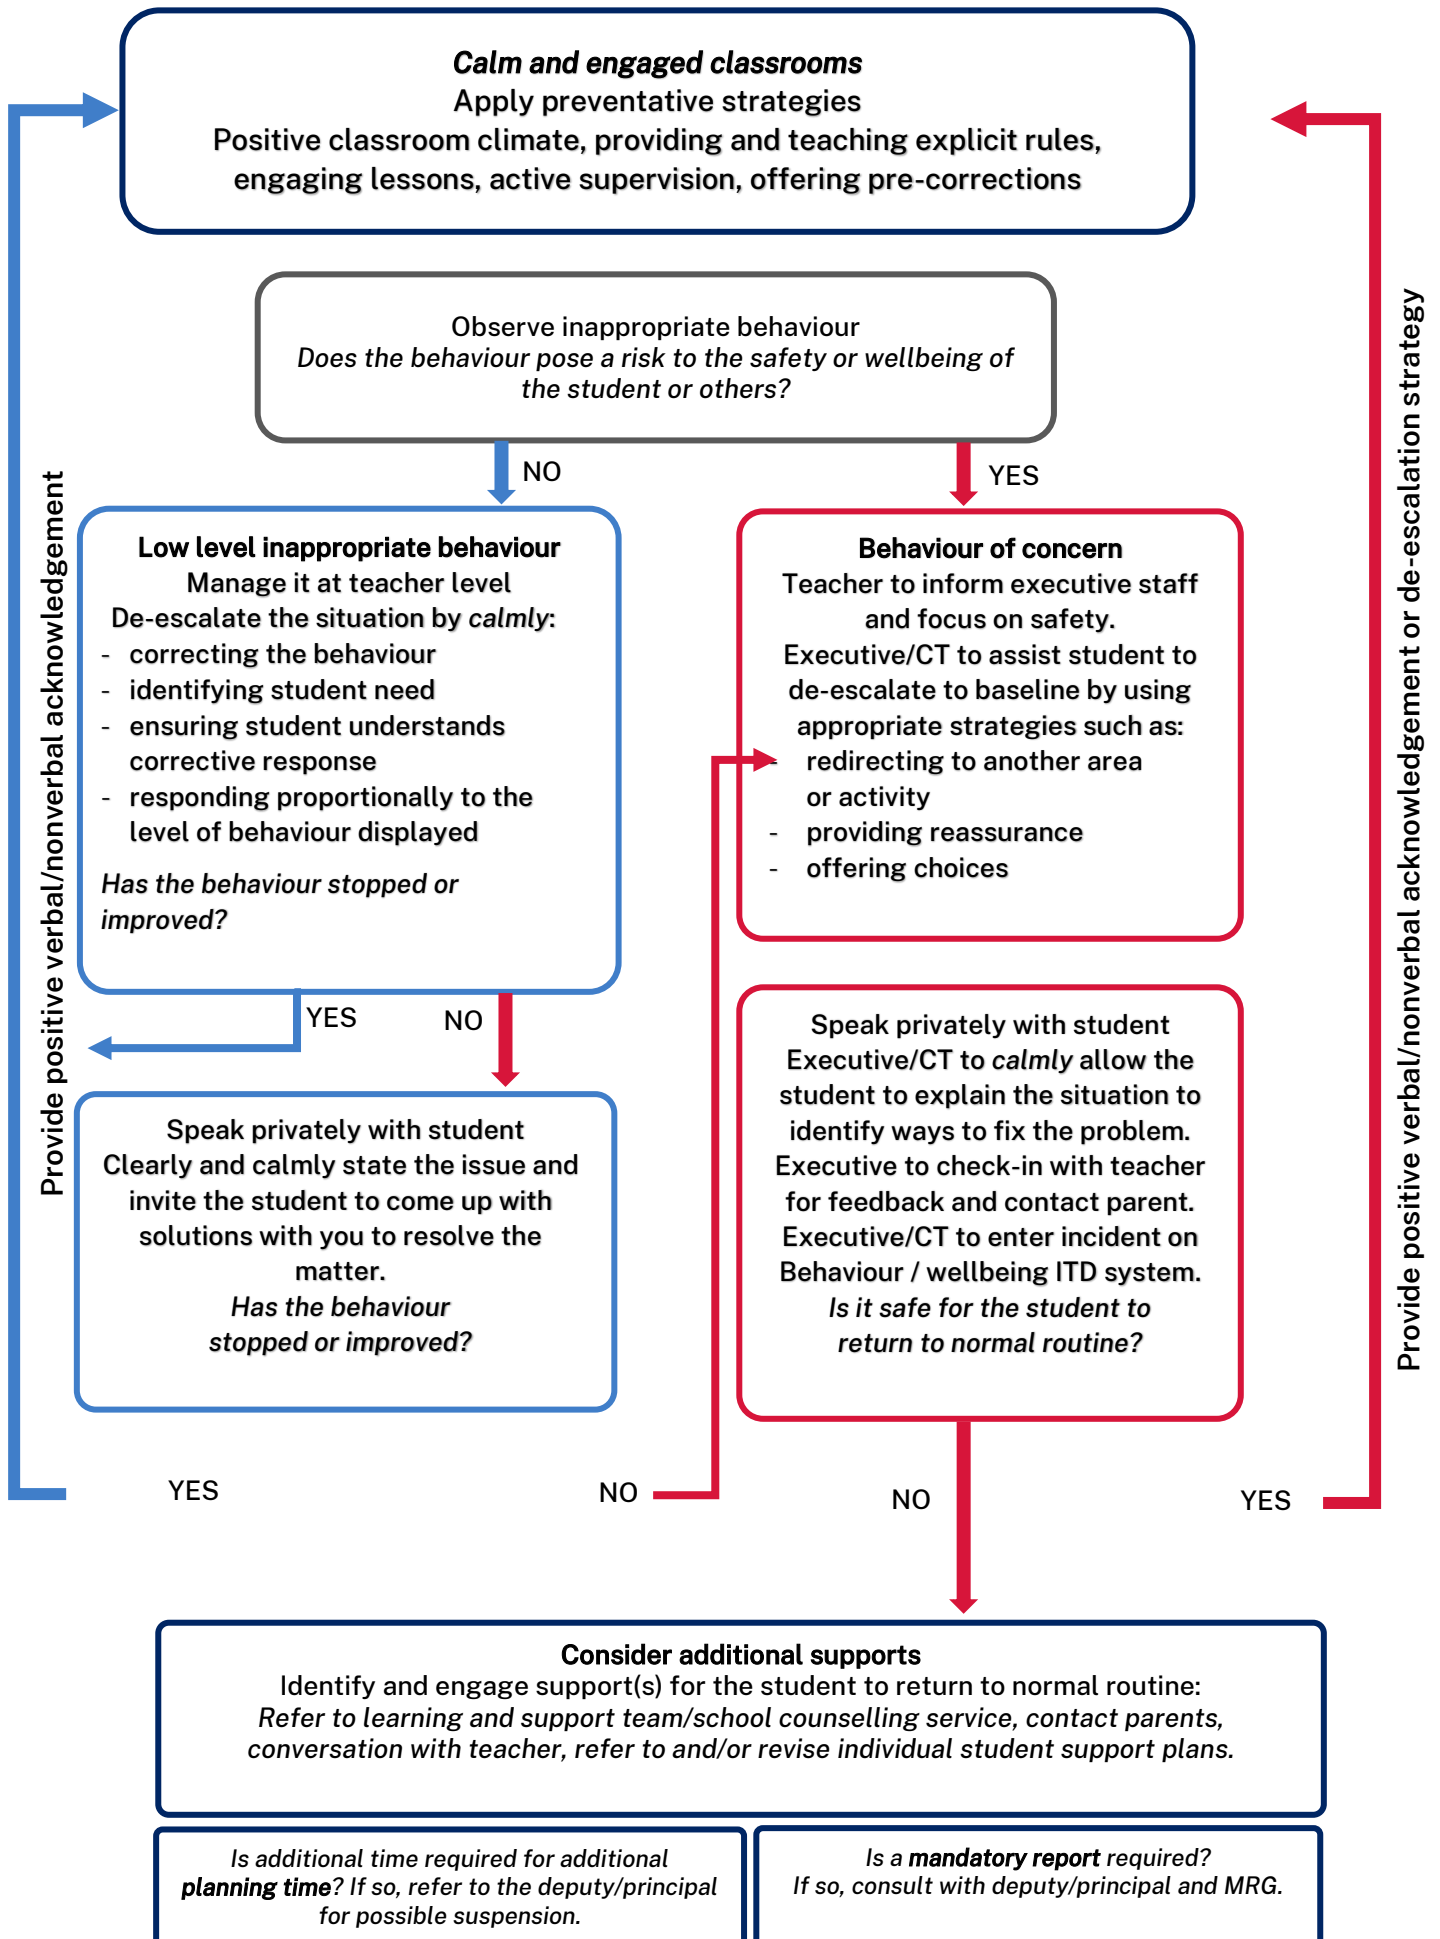 Calm and engaged classrooms
Apply preventative strategies
Positive classroom climate, providing and teaching explicit rules,
engaging lessons, active supervision, offering pre-corrections
Observe inappropriate behaviour
Does the behaviour pose a risk to the safety or wellbeing of
the student or others?
NO
YES
Low level inappropriate behaviour
Manage it at teacher level
De-escalate the situation by calmly:
- correcting the behaviour
- identifying student need
- ensuring student understands
corrective response
- responding proportionally to the
level of behaviour displayed
Has the behaviour stopped or
improved?
Behaviour of concern
Teacher to inform executive staff
and focus on safety.
Executive/CT to assist student to
de-escalate to baseline by using
appropriate strategies such as:
- redirecting to another area
or activity
- providing reassurance
- offering choices
YES
NO
Speak privately with student
Clearly and calmly state the issue and
invite the student to come up with
solutions with you to resolve the
matter.
Has the behaviour
stopped or improved?
Speak privately with student
Executive/CT to calmly allow the
student to explain the situation to
identify ways to fix the problem.
Executive to check-in with teacher
for feedback and contact parent.
Executive/CT to enter incident on
Behaviour / wellbeing ITD system.
Is it safe for the student to
return to normal routine?
YES
NO
NO
YES
Provide positive verbal/nonverbal acknowledgement
Provide positive verbal/nonverbal acknowledgement or de-escalation strategy
Consider additional supports
Identify and engage support(s) for the student to return to normal routine:
Refer to learning and support team/school counselling service, contact parents,
conversation with teacher, refer to and/or revise individual student support plans.
Is additional time required for additional
planning time? If so, refer to the deputy/principal
for possible suspension.
Is a mandatory report required?
If so, consult with deputy/principal and MRG.